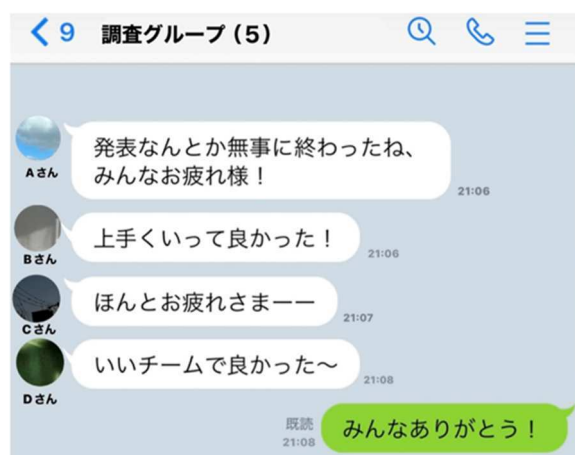 9 調査グループ（5）
発表なんとか無事に終わったね、
みんなお疲れ様！
Aさん
21:06
上手くいって良かった！
Bさん
21:06
ほんとお疲れさまーー
Cさん
21:07
いいチームで良かった〜
Dさん
21:08
既読
21:08
みんなありがとう！